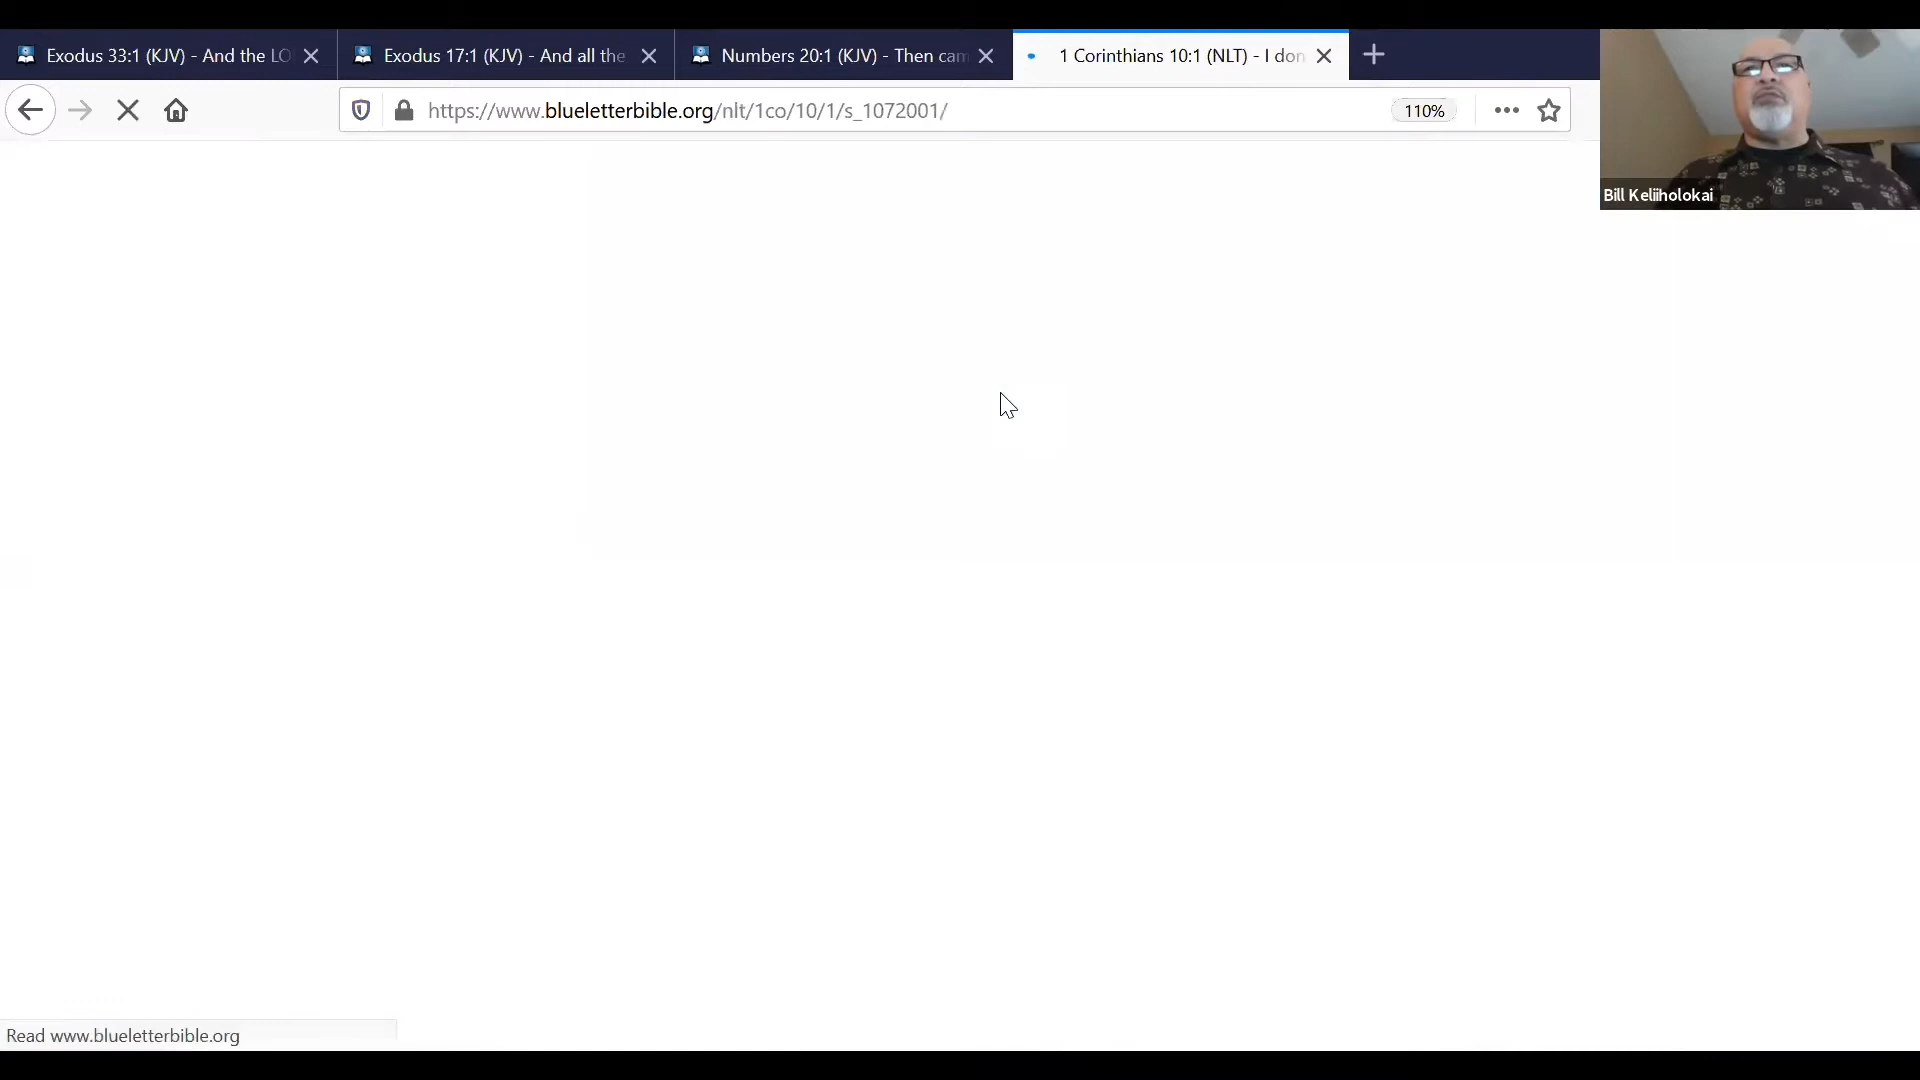 Exodus 33:1 (KJV) - And the LO
Exodus 17:1 (KJV) - And all the
Numbers 20:1 (KJV) - Then cam
1 Corinthians 10:1 (NLT) - I don
https://www.blueletterbible.org/nlt/1co/10/1/s_1072001/
110%
Bill Keliiholokai
Read www.blueletterbible.org